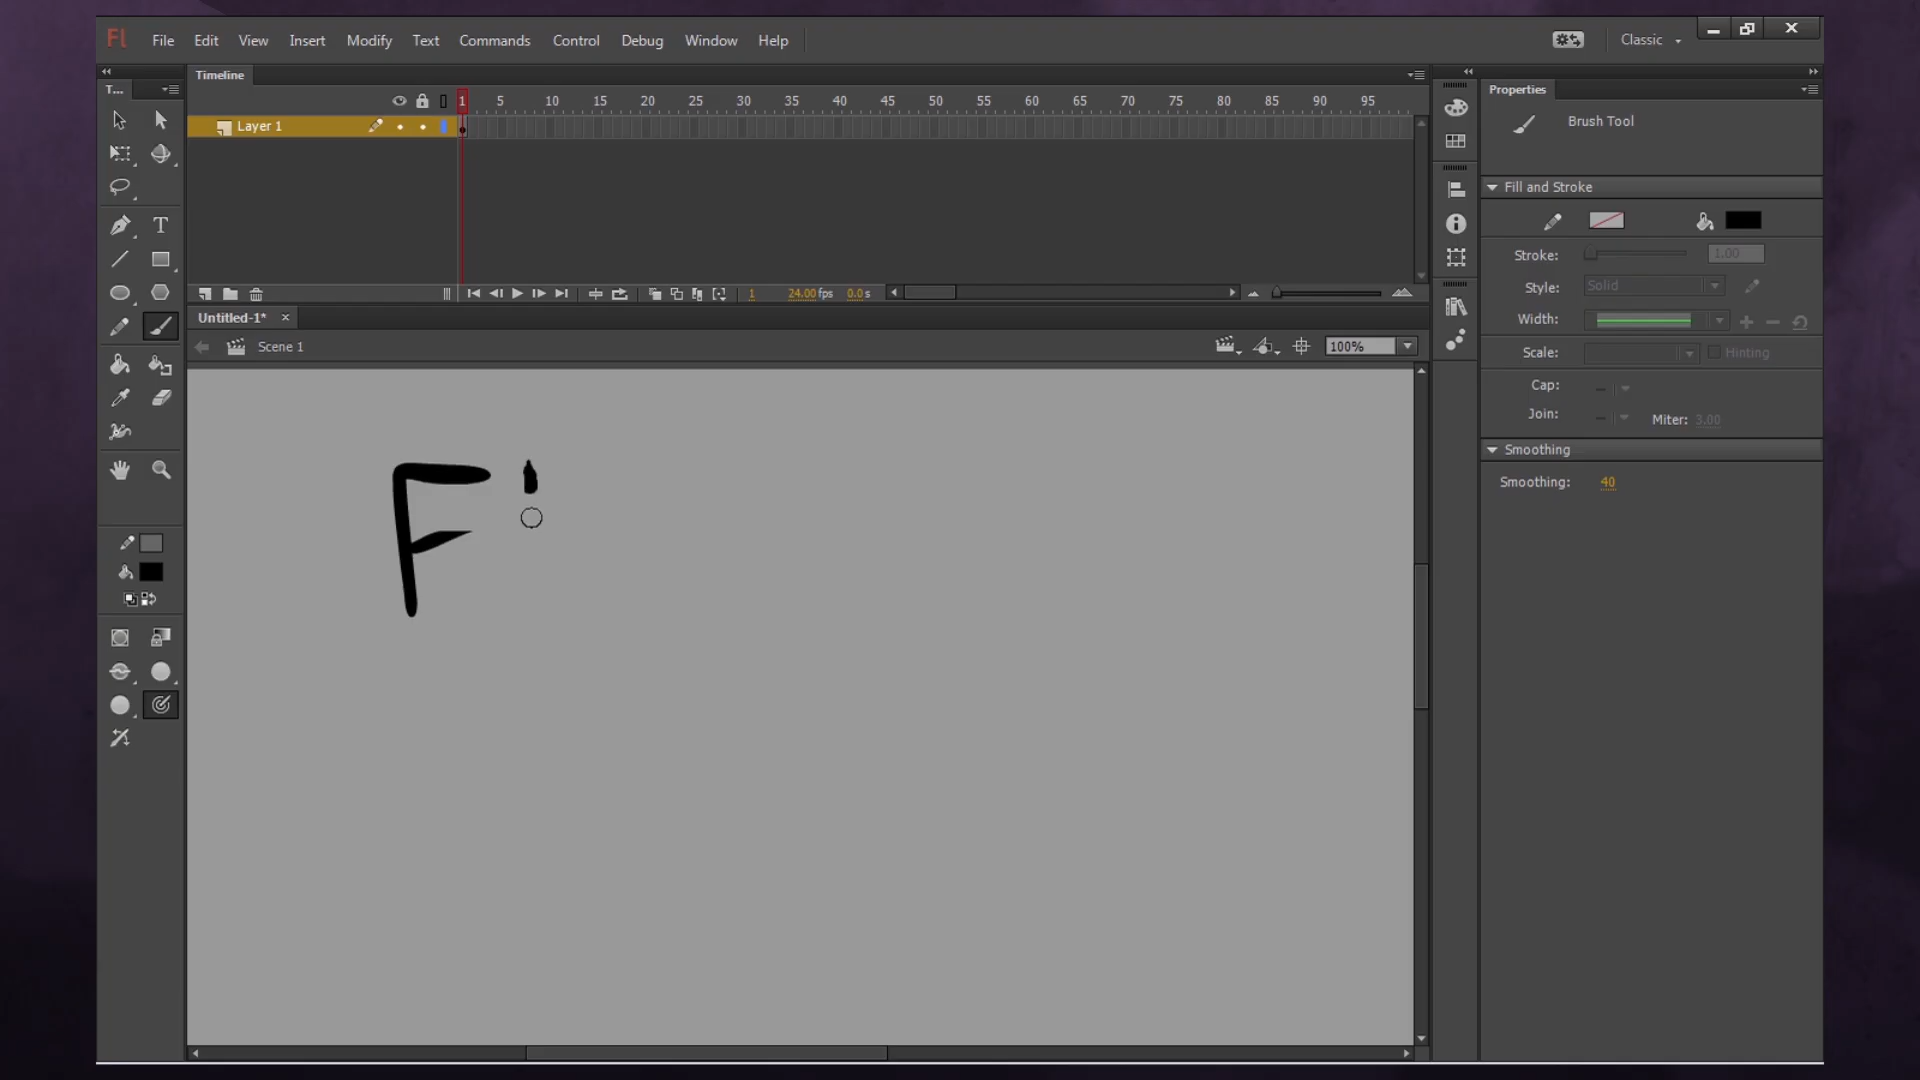 Fl File Edit View Insert Modify Text Commands Control Debug Window Help Classic
T... Timeline Properties
1 5 10 15 20 25 30 35 40 45 50 55 60 65 70 75 80 85 90 95
Layer 1
Brush Tool
Fill and Stroke
Stroke: 1.00
Style: Solid
1 24.00 fps 0.0 s
Untitled-1* ×
Width:
Scene 1 100%
Scale: Hinting
Cap:
Join: Miter: 3.00
Smoothing
Smoothing: 40
F'